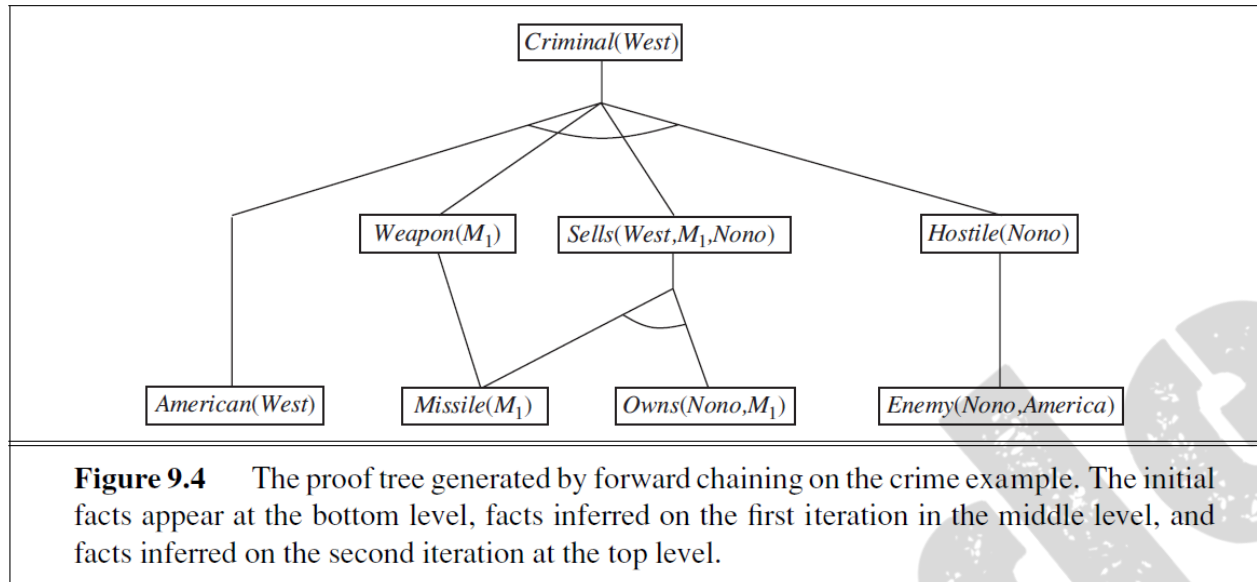 Criminal(West)
Weapon(M₁) Sells(West,M₁,Nono) Hostile(Nono)
American(West) Missile(M₁) Owns(Nono,M₁) Enemy(Nono,America)
Figure 9.4 The proof tree generated by forward chaining on the crime example. The initial
facts appear at the bottom level, facts inferred on the first iteration in the middle level, and
facts inferred on the second iteration at the top level.